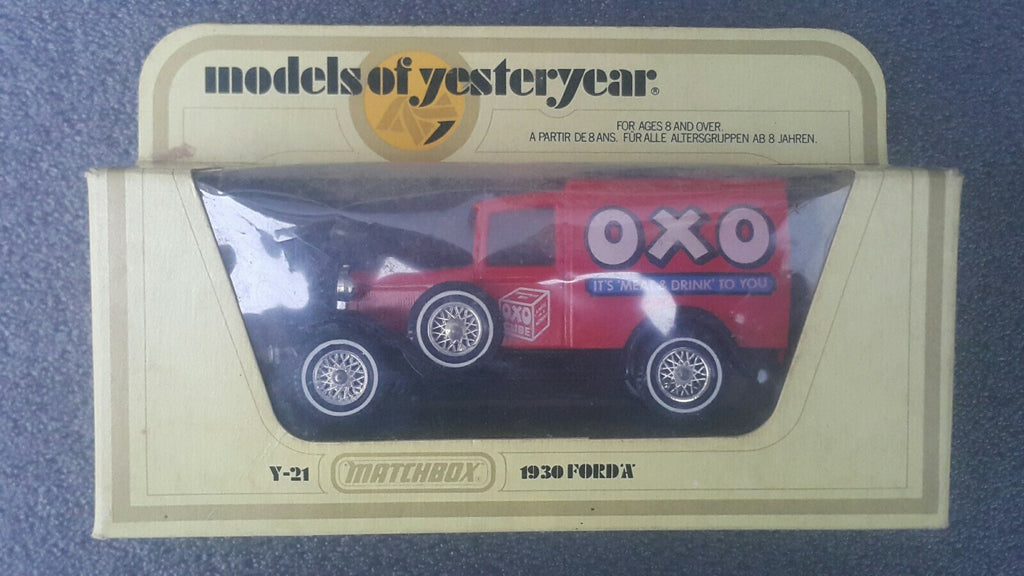 models of yesteryear®
FOR AGES 8 AND OVER.
A PARTIR DE 8 ANS. FÜR ALLE ALTERSGRUPPEN AB 8 JAHREN.
OXO
IT'S 'MEAT & DRINK' TO YOU
OXO
CUBE
Y-21
MATCHBOX
1930 FORD 'A'